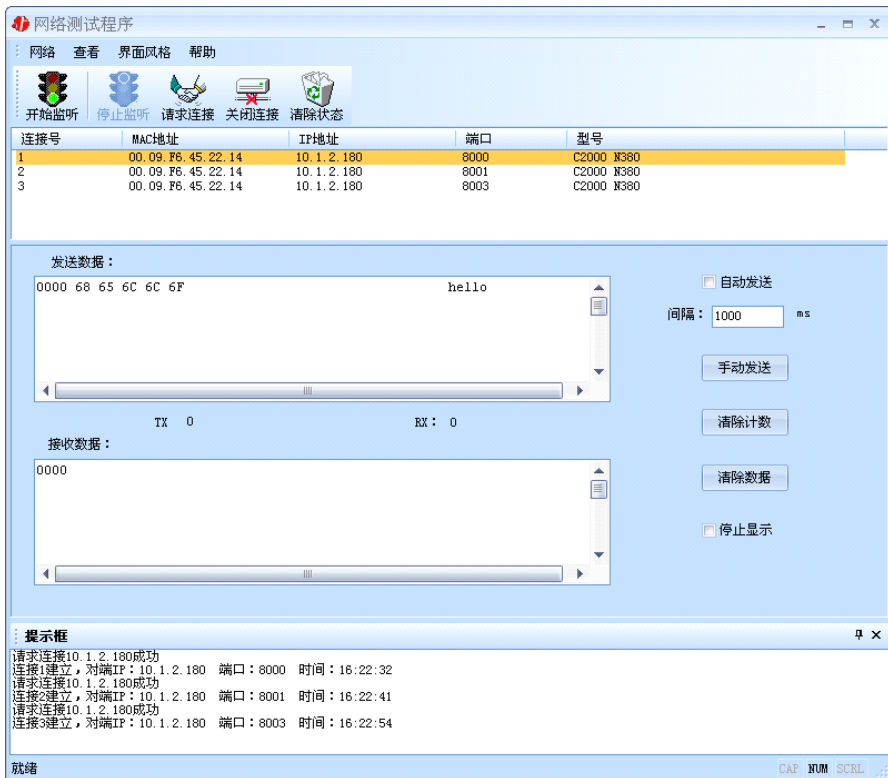 网络测试程序
网络 查看 界面风格 帮助
开始监听 停止监听 请求连接 关闭连接 清除状态
连接号 MAC地址 IP地址 端口 型号
1 00.09.F6.45.22.14 10.1.2.180 8000 C2000 N380
2 00.09.F6.45.22.14 10.1.2.180 8001 C2000 N380
3 00.09.F6.45.22.14 10.1.2.180 8003 C2000 N380
发送数据：
0000 68 65 6C 6C 6F hello
自动发送
间隔： 1000 ms
手动发送
TX 0 RX： 0
清除计数
接收数据：
0000
清除数据
停止显示
提示框
请求连接10.1.2.180成功
连接1建立，对端IP：10.1.2.180 端口：8000 时间：16:22:32
请求连接10.1.2.180成功
连接2建立，对端IP：10.1.2.180 端口：8001 时间：16:22:41
请求连接10.1.2.180成功
连接3建立，对端IP：10.1.2.180 端口：8003 时间：16:22:54
就绪 CAP NUM SCRL